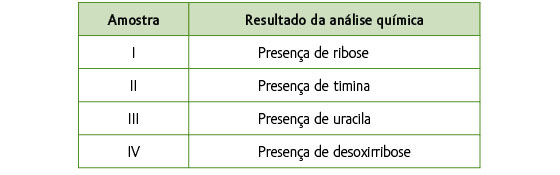 Amostra Resultado da análise química
I Presença de ribose
II Presença de timina
III Presença de uracila
IV Presença de desoxirribose